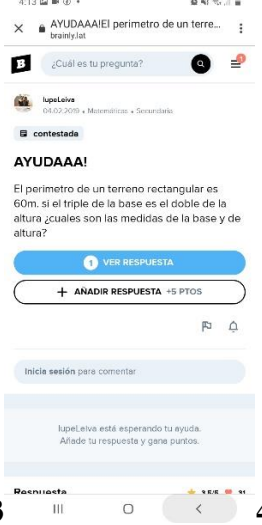 4:13
AYUDAAA!El perimetro de un terre...
brainly.lat
B
¿Cuál es tu pregunta?
lupeLeiva
04.02.2019 • Matemáticas • Secundaria
contestada
AYUDAAA!
El perimetro de un terreno rectangular es
60m. si el triple de la base es el doble de la
altura ¿cuales son las medidas de la base y de
altura?
1 VER RESPUESTA
+ AÑADIR RESPUESTA +5 PTOS
Inicia sesión para comentar
lupeLeiva está esperando tu ayuda.
Añade tu respuesta y gana puntos.
Respuesta